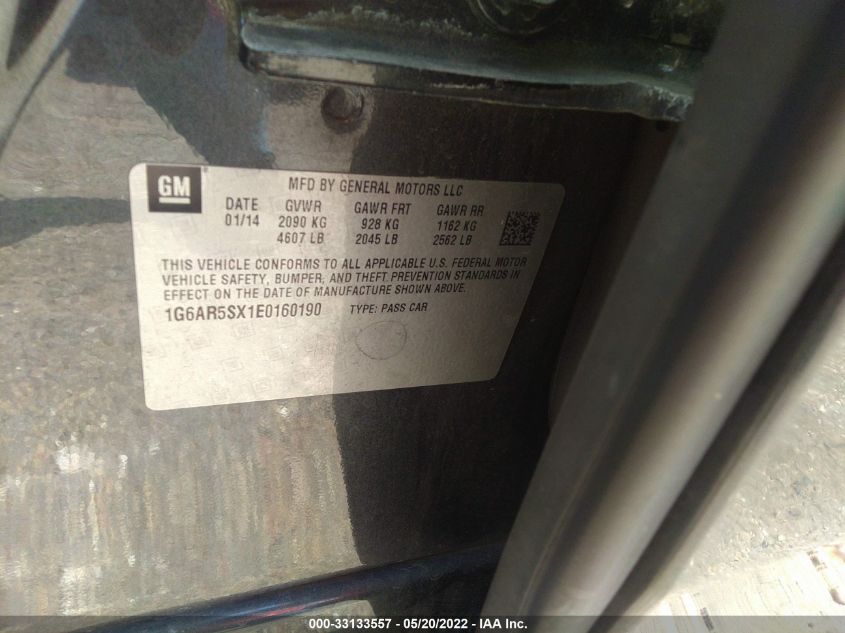 GM
MFD BY GENERAL MOTORS LLC
DATE GVWR GAWR FRT GAWR RR
01/14 2090 KG 928 KG 1162 KG
4607 LB 2045 LB 2562 LB
THIS VEHICLE CONFORMS TO ALL APPLICABLE U.S. FEDERAL MOTOR
VEHICLE SAFETY, BUMPER, AND THEFT PREVENTION STANDARDS IN
EFFECT ON THE DATE OF MANUFACTURE SHOWN ABOVE.
1G6AR5SX1E0160190 TYPE: PASS CAR
000-33133557 - 05/20/2022 - IAA Inc.